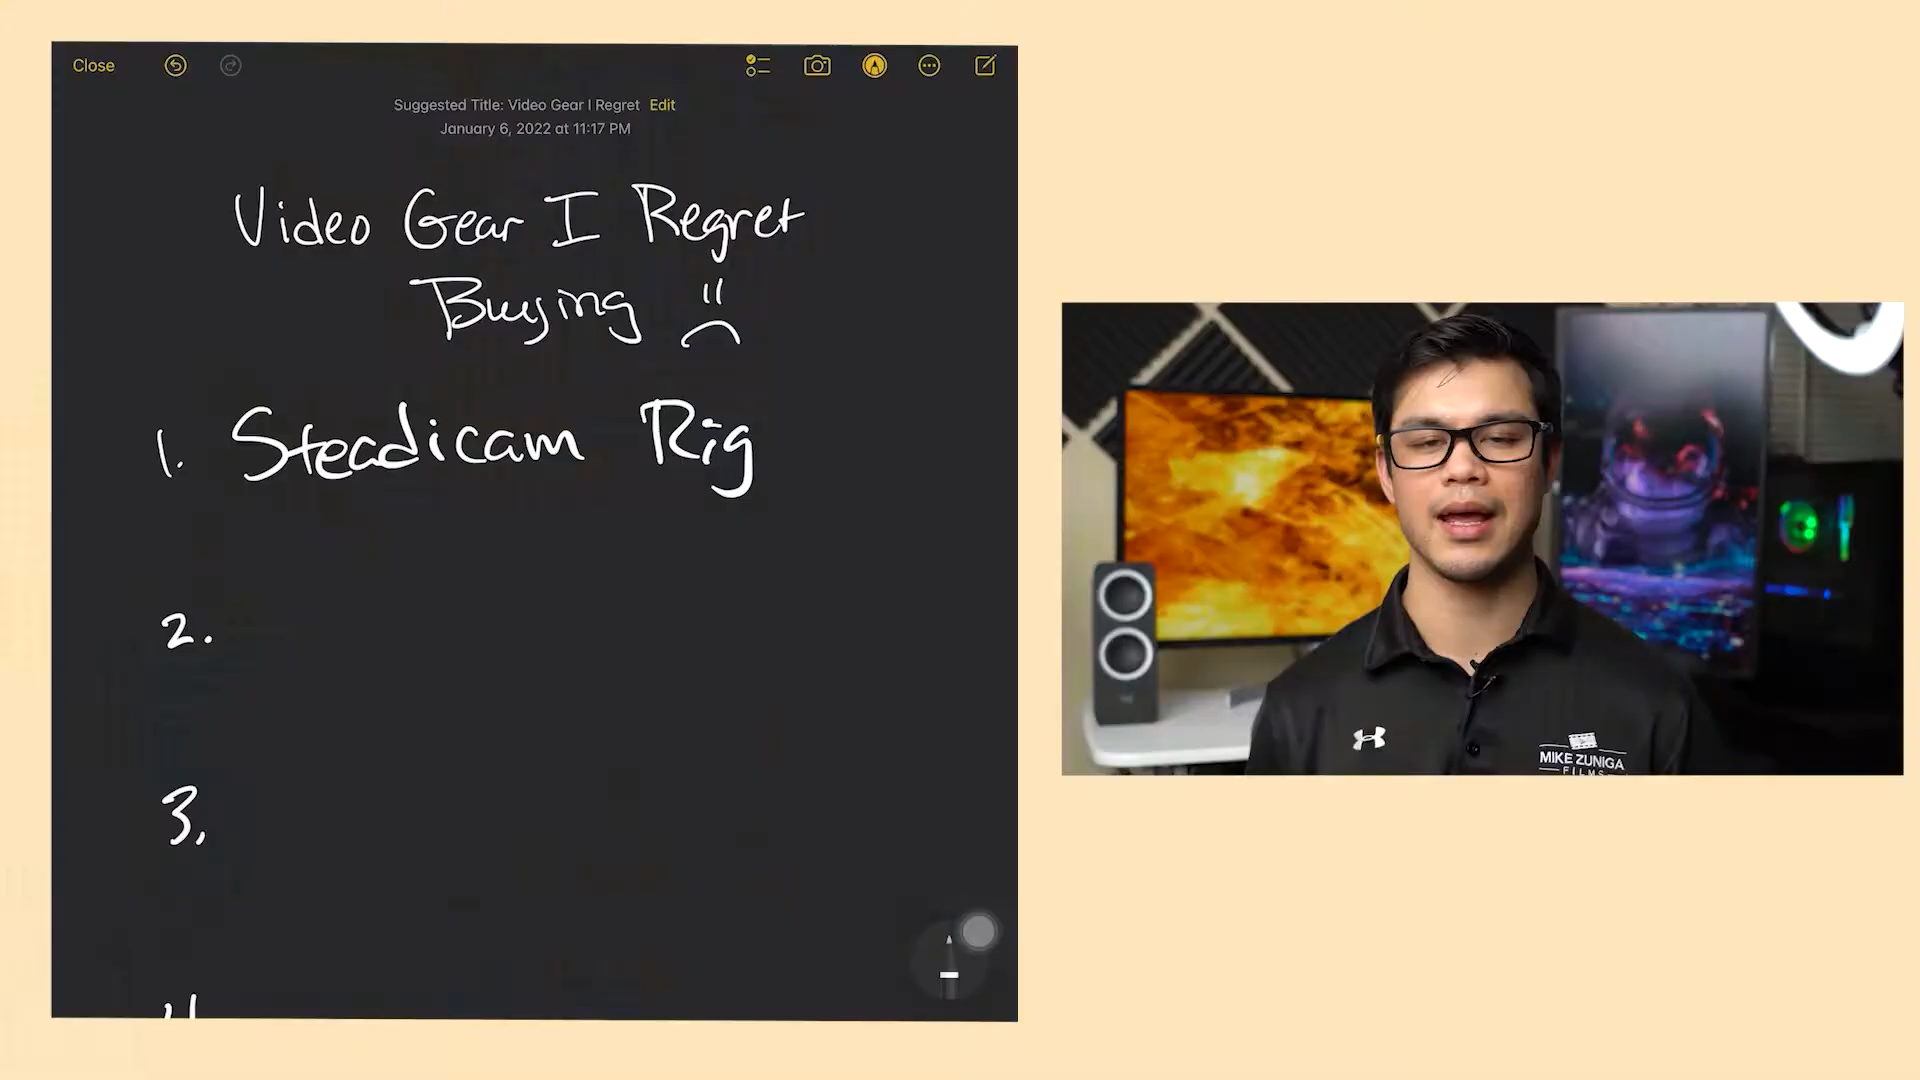 Close
Suggested Title: Video Gear I Regret Edit
January 6, 2022 at 11:17 PM
Video Gear I Regret
Buying
1. Steadicam Rig
2.
3.
MIKE ZUNIGA
FILMS